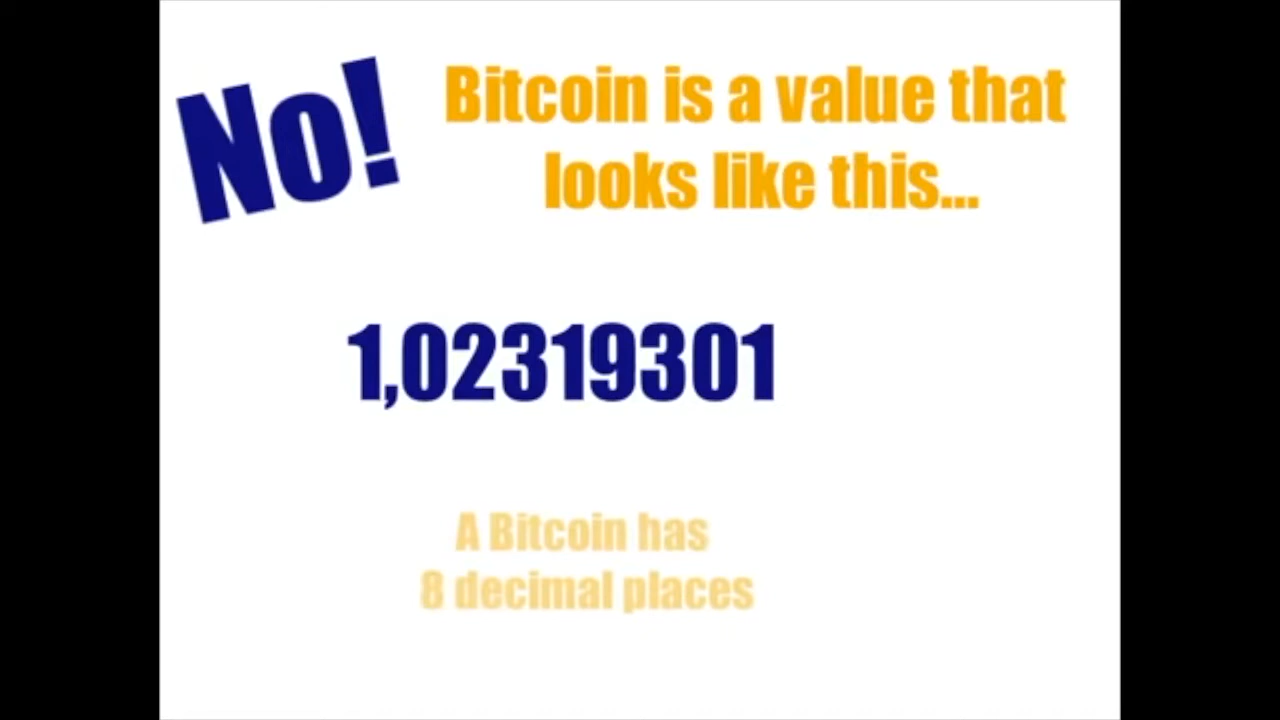 No!
Bitcoin is a value that
looks like this...
1,02319301
A Bitcoin has
8 decimal places